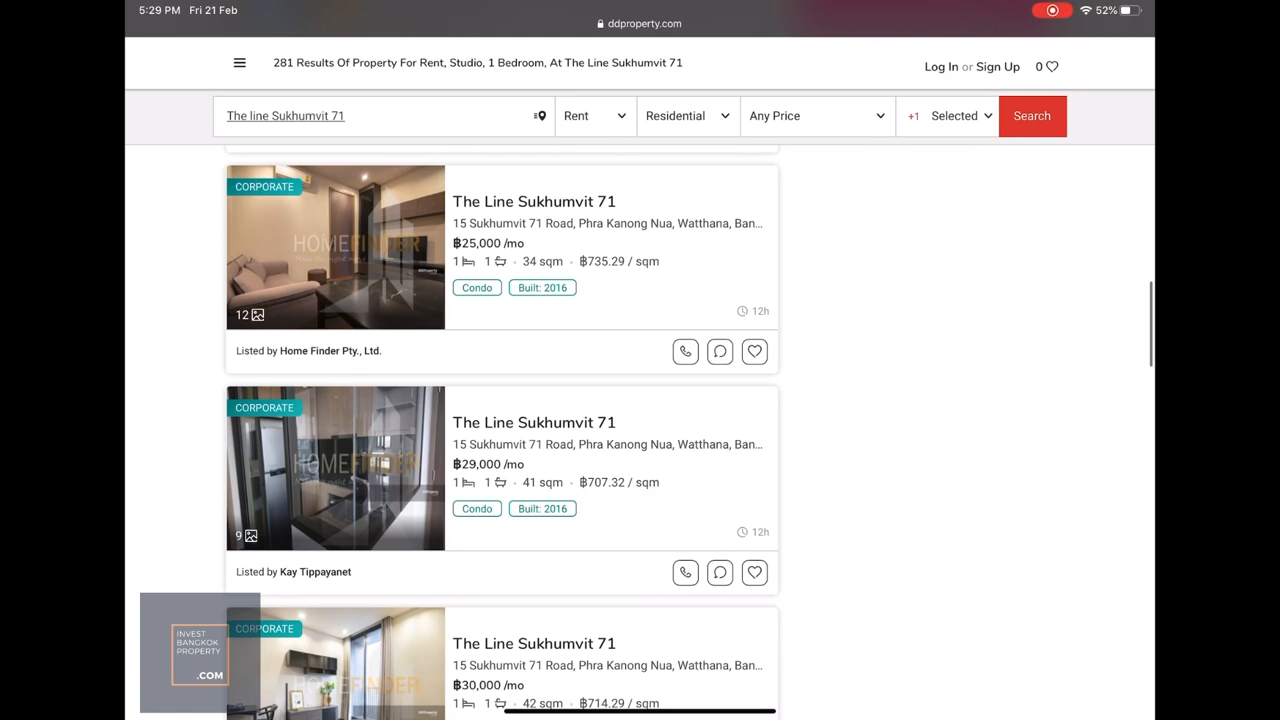 5:29 PM Fri 21 Feb
52%
ddproperty.com
281 Results Of Property For Rent, Studio, 1 Bedroom, At The Line Sukhumvit 71
Log In or Sign Up 0
The line Sukhumvit 71 Rent Residential Any Price +1 Selected Search
CORPORATE
HOMEFINDER
12
The Line Sukhumvit 71
15 Sukhumvit 71 Road, Phra Kanong Nua, Watthana, Ban...
฿25,000 /mo
1 1 · 34 sqm · ฿735.29 / sqm
Condo Built: 2016
12h
Listed by Home Finder Pty., Ltd.
CORPORATE
HOMEFINDER
9
The Line Sukhumvit 71
15 Sukhumvit 71 Road, Phra Kanong Nua, Watthana, Ban...
฿29,000 /mo
1 1 · 41 sqm · ฿707.32 / sqm
Condo Built: 2016
12h
Listed by Kay Tippayanet
CORPORATE
HOMEFINDER
The Line Sukhumvit 71
15 Sukhumvit 71 Road, Phra Kanong Nua, Watthana, Ban...
฿30,000 /mo
1 1 · 42 sqm · ฿714.29 / sqm
INVEST
BANGKOK
PROPERTY
.COM